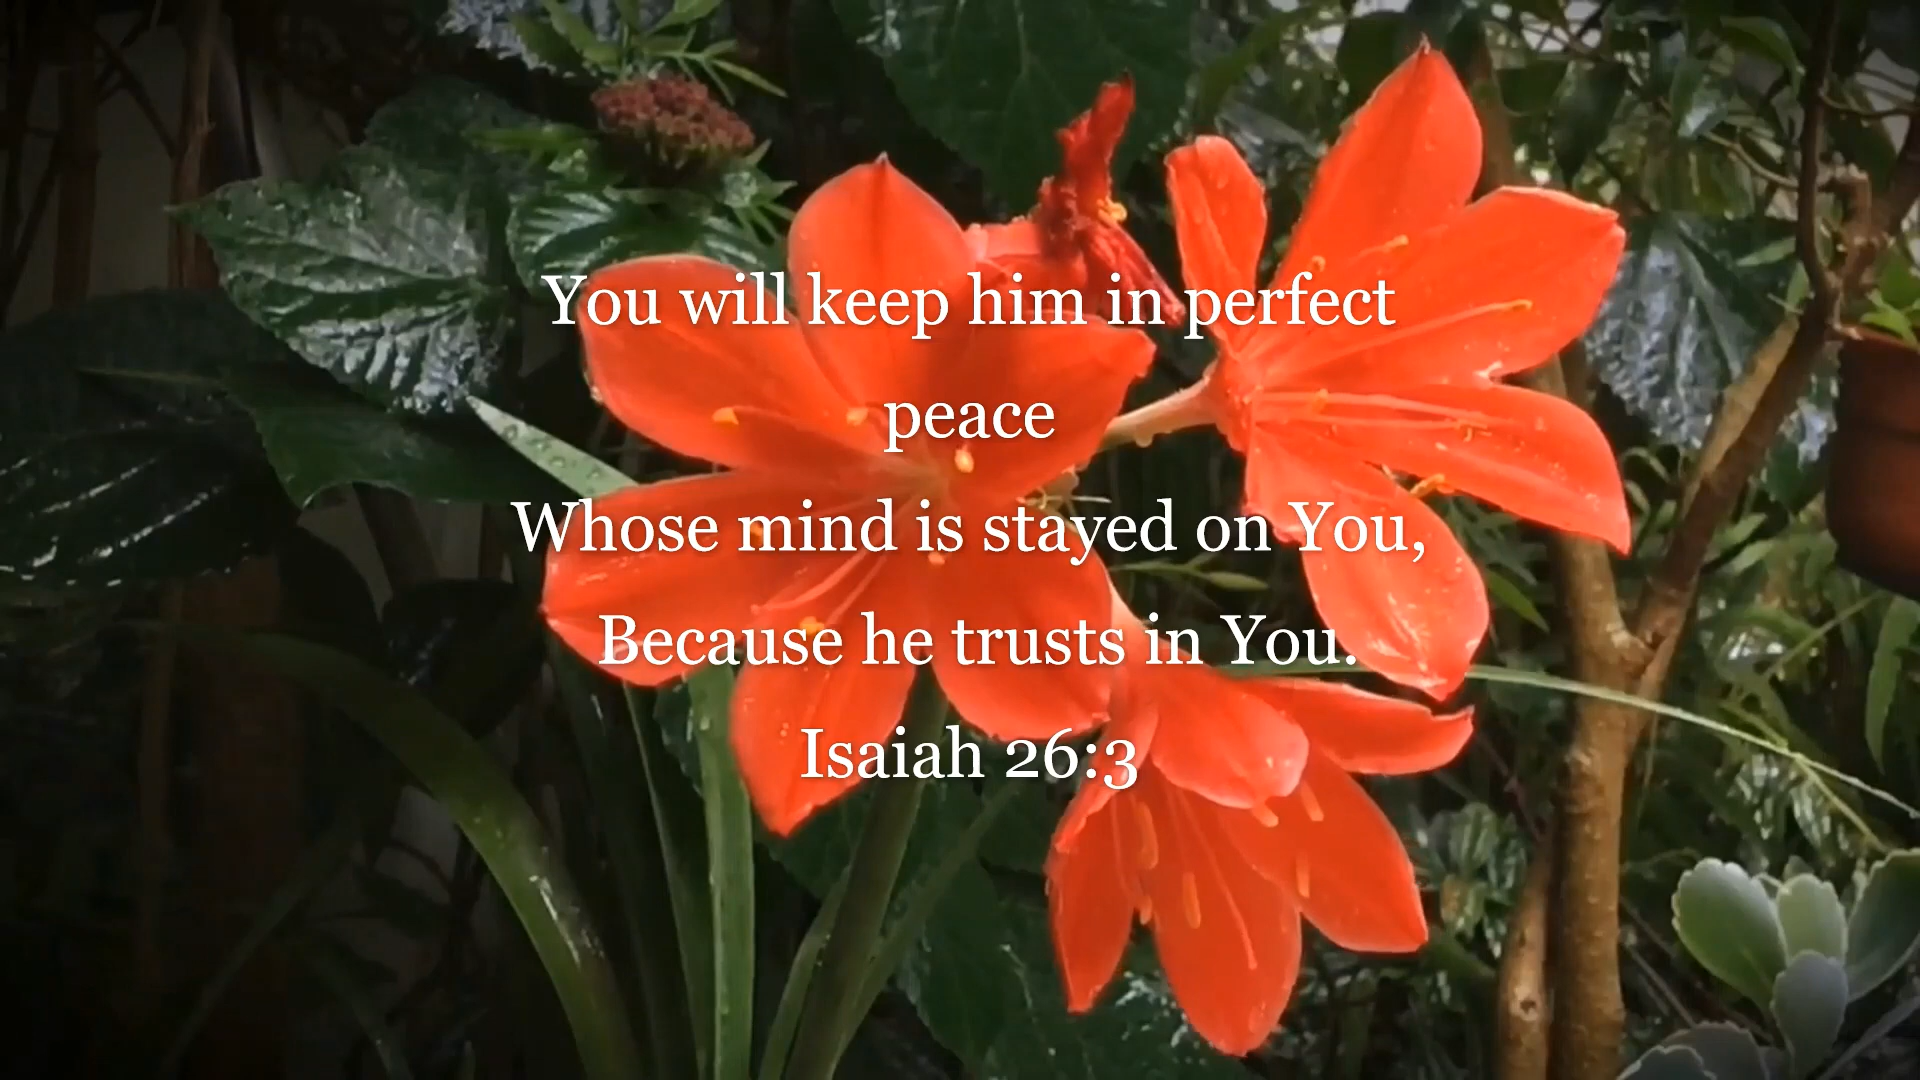 You will keep him in perfect
peace
Whose mind is stayed on You,
Because he trusts in You.
Isaiah 26:3